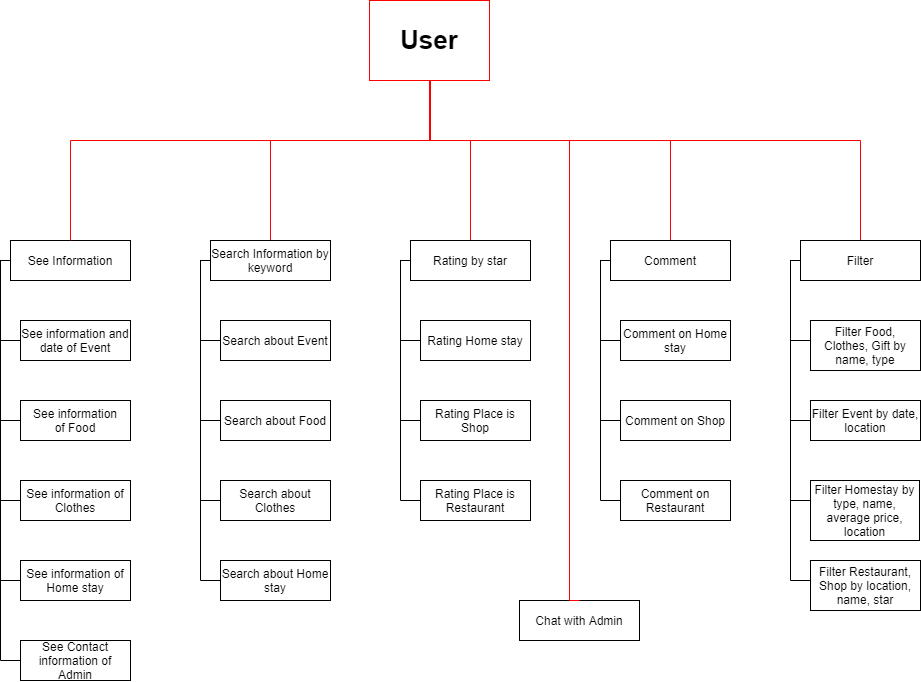 User
See Information
Search Information by
keyword
Rating by star
Comment
Filter
See information and
date of Event
Search about Event
Rating Home stay
Comment on Home
stay
Filter Food,
Clothes, Gift by
name, type
See information
of Food
Search about Food
Rating Place is
Shop
Comment on Shop
Filter Event by date,
location
See information of
Clothes
Search about
Clothes
Rating Place is
Restaurant
Comment on
Restaurant
Filter Homestay by
type, name,
average price,
location
See information of
Home stay
Search about Home
stay
Filter Restaurant,
Shop by location,
name, star
Chat with Admin
See Contact
information of
Admin